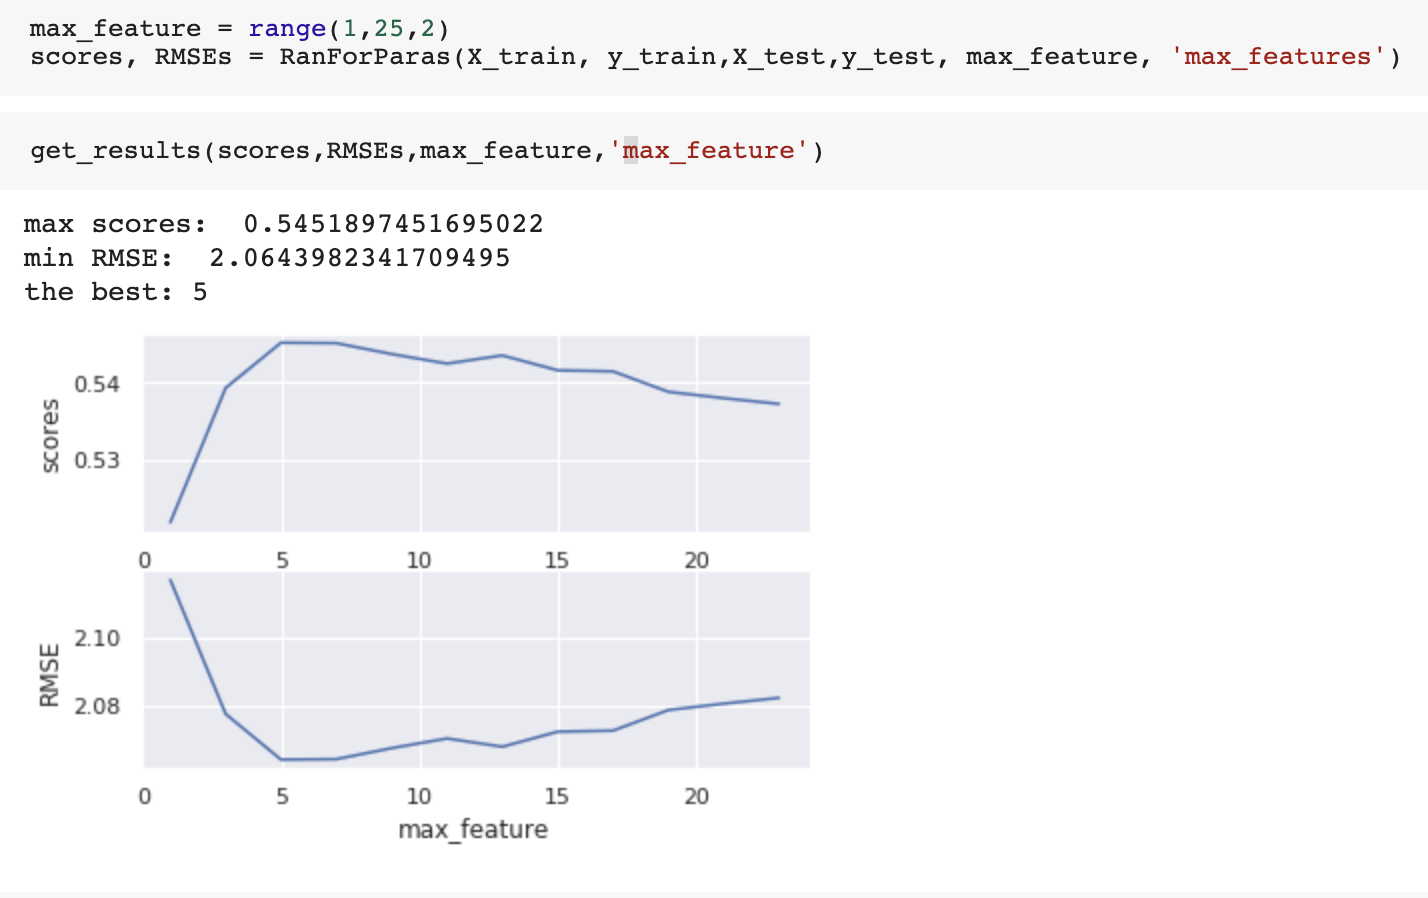 max_feature = range(1,25,2)
scores, RMSEs = RanForParas(X_train, y_train,X_test,y_test, max_feature, 'max_features')
get_results(scores,RMSEs,max_feature,'max_feature')
max scores:  0.5451897451695022
min RMSE:  2.0643982341709495
the best: 5
scores
0.54
0.53
0 5 10 15 20
RMSE
2.10
2.08
0 5 10 15 20
max_feature